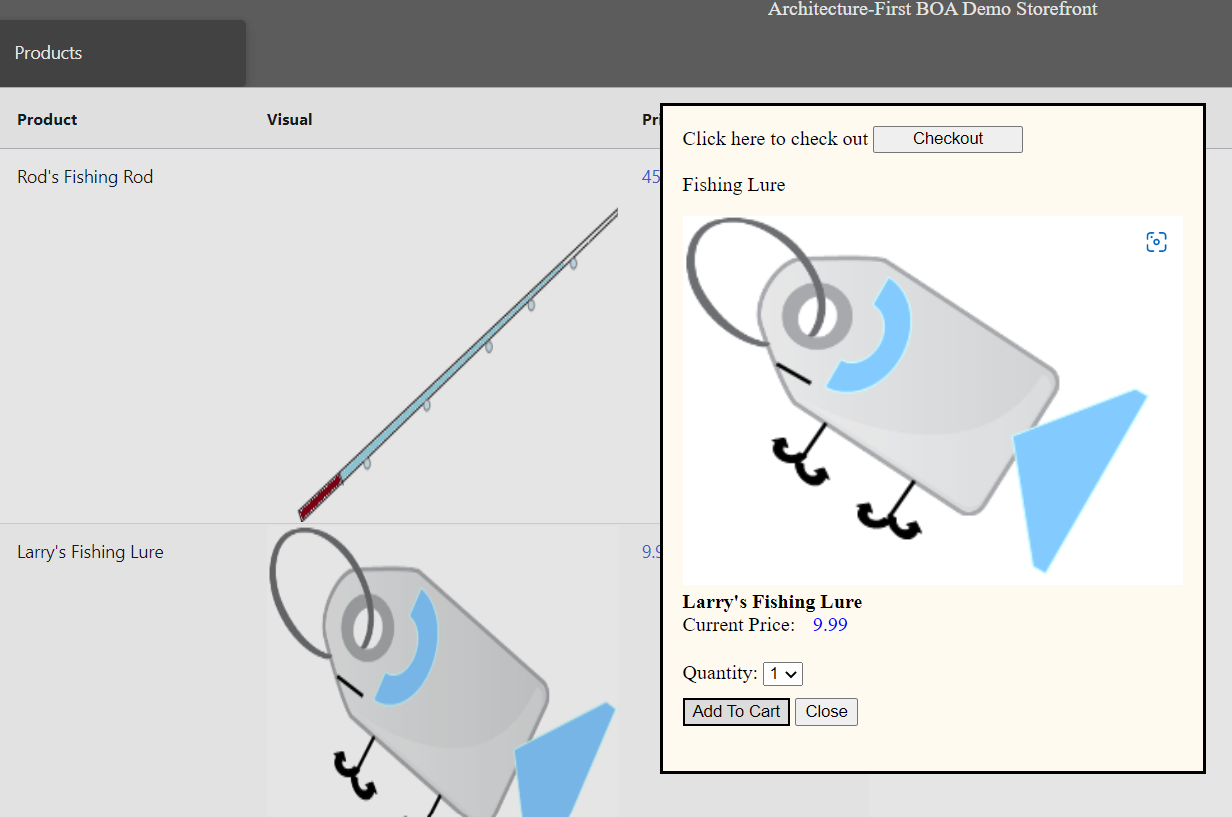 Architecture-First BOA Demo Storefront
Products
Product Visual Pri
Rod's Fishing Rod 45
Larry's Fishing Lure 9.9
Click here to check out Checkout
Fishing Lure
Larry's Fishing Lure
Current Price: 9.99
Quantity: 1
Add To Cart Close